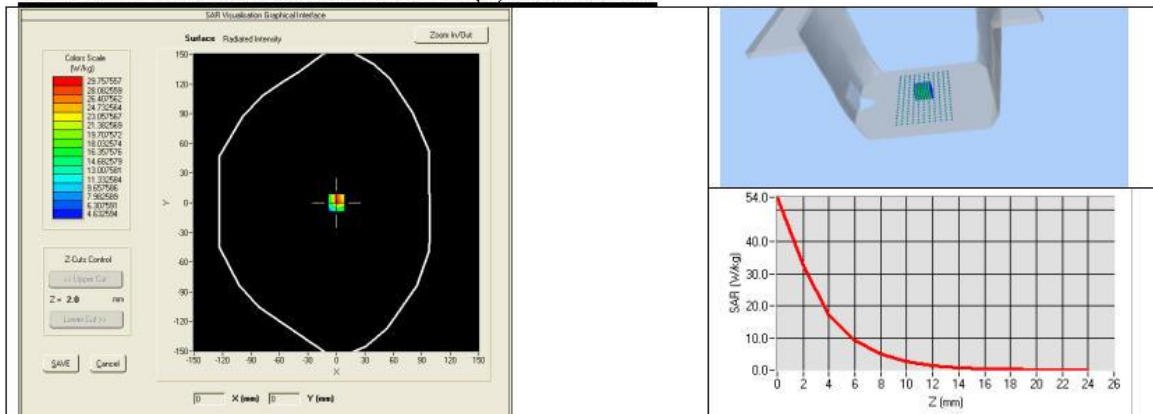 SAR Visualisation Graphical Interface
Surface Radiated Intensity
Zoom In/Out
Colors Scale
(W/kg)
29.757557
28.082559
26.407562
24.732564
23.057567
21.382569
19.707572
18.032574
16.357576
14.682579
13.007581
11.332584
9.657586
7.982589
6.307591
4.632594
Z-Cuts Control
<< Upper Cut
Z = 2.0 mm
Lower Cut >>
SAVE Cancel
150-
120-
90-
60-
30-
0-
-30-
-60-
-90-
-120-
-150-
Y
-150 -120 -90 -60 -30 0 30 60 90 120 150
X
0 X (mm) 0 Y (mm)
54.0-
40.0-
30.0-
20.0-
10.0-
0.0-
SAR (W/kg)
0 2 4 6 8 10 12 14 16 18 20 22 24 26
Z (mm)